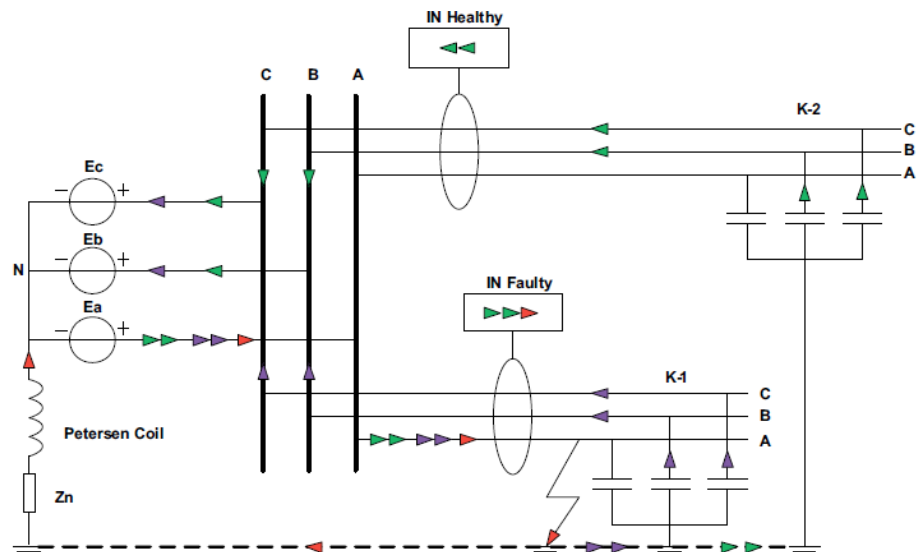 IN Healthy
C B A
K-2
C
B
A
Ec
- +
Eb
N - +
Ea
- +
IN Faulty
K-1
C
B
A
Petersen Coil
Zn